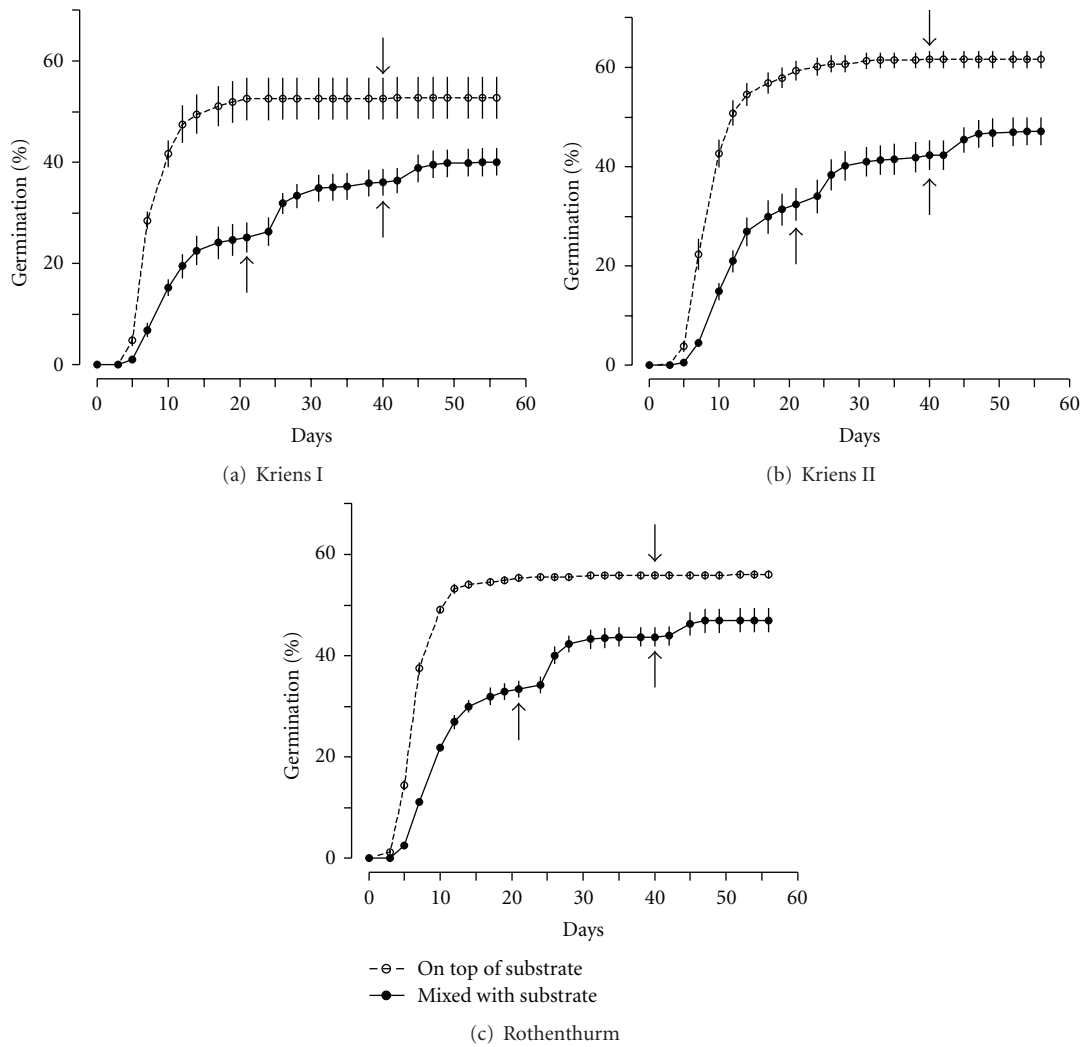 Germination (%)
60
40
20
0
0 10 20 30 40 50 60
Days
(a) Kriens I
Germination (%)
60
40
20
0
0 10 20 30 40 50 60
Days
(b) Kriens II
Germination (%)
60
40
20
0
0 10 20 30 40 50 60
Days
On top of substrate
Mixed with substrate
(c) Rothenthurm